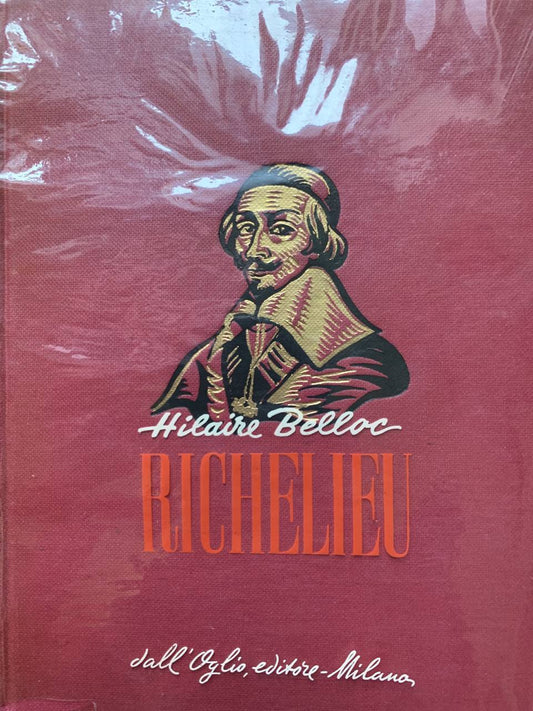 Hilaire Belloc
RICHELIEU
dall'Oglio, editore-Milano